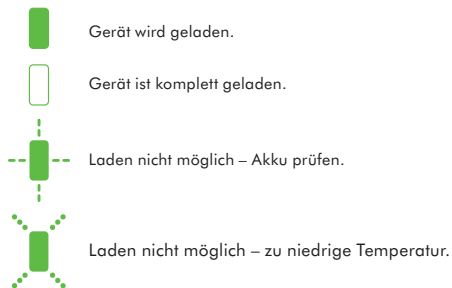 Gerät wird geladen.
Gerät ist komplett geladen.
Laden nicht möglich – Akku prüfen.
Laden nicht möglich – zu niedrige Temperatur.